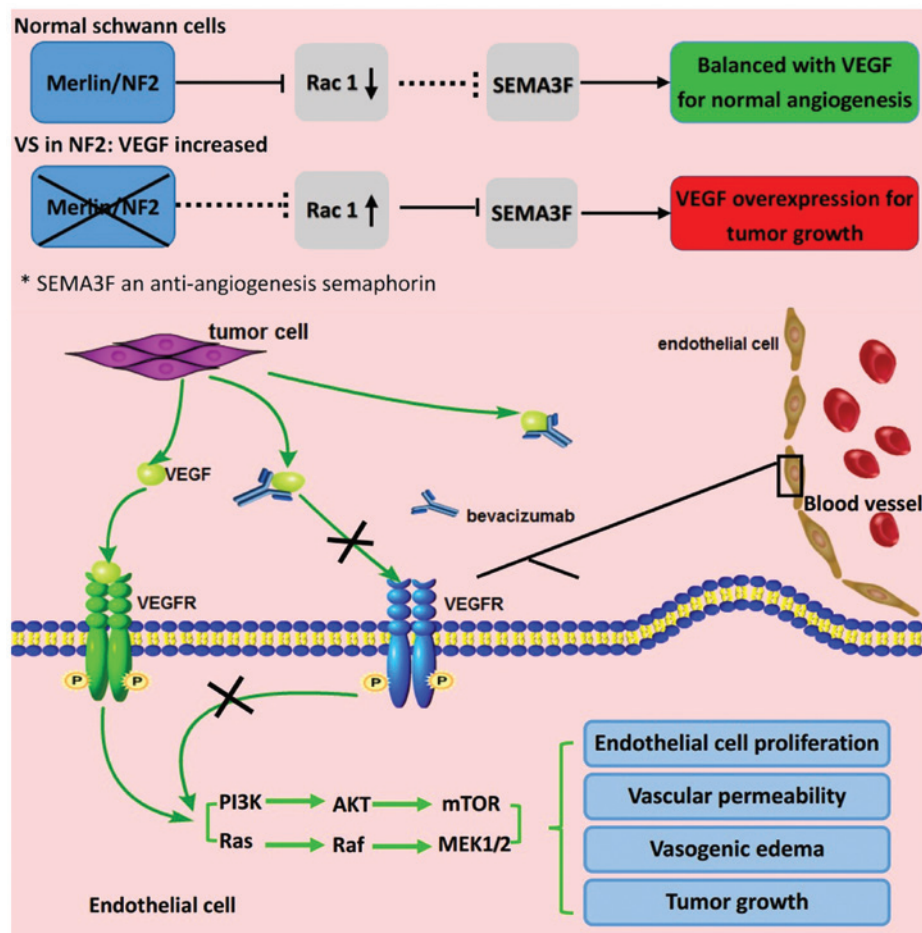 Normal schwann cells
Merlin/NF2
Rac 1
SEMA3F
Balanced with VEGF
for normal angiogenesis
VS in NF2: VEGF increased
Merlin/NF2
Rac 1
SEMA3F
VEGF overexpression for
tumor growth
* SEMA3F an anti-angiogenesis semaphorin
tumor cell
endothelial cell
VEGF
bevacizumab
Blood vessel
VEGFR
VEGFR
P
P
P
P
PI3K
AKT
mTOR
Ras
Raf
MEK1/2
Endothelial cell proliferation
Vascular permeability
Vasogenic edema
Tumor growth
Endothelial cell